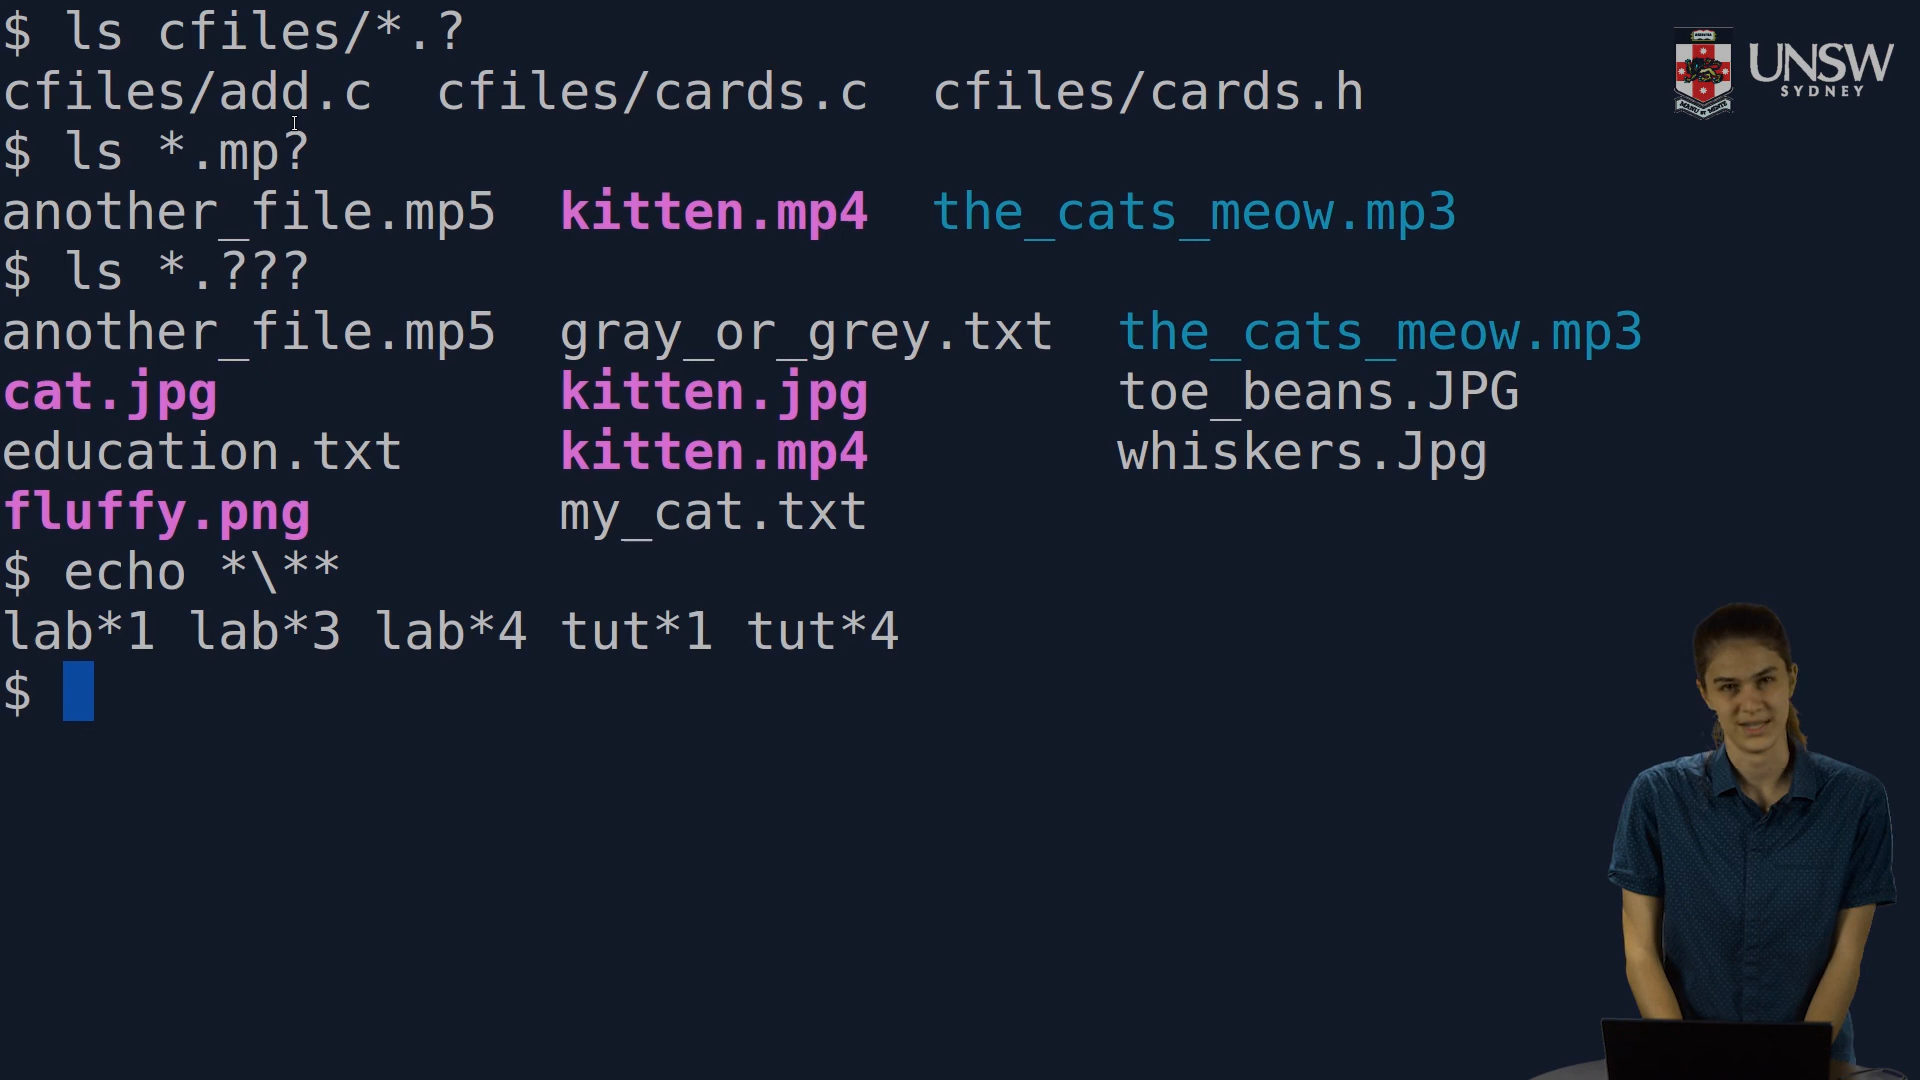 $ ls cfiles/*.?
cfiles/add.c  cfiles/cards.c  cfiles/cards.h
$ ls *.mp?
another_file.mp5  kitten.mp4  the_cats_meow.mp3
$ ls *.???
another_file.mp5  gray_or_grey.txt  the_cats_meow.mp3
cat.jpg           kitten.jpg        toe_beans.JPG
education.txt     kitten.mp4        whiskers.Jpg
fluffy.png        my_cat.txt
$ echo *\**
lab*1 lab*3 lab*4 tut*1 tut*4
$
UNSW
SYDNEY